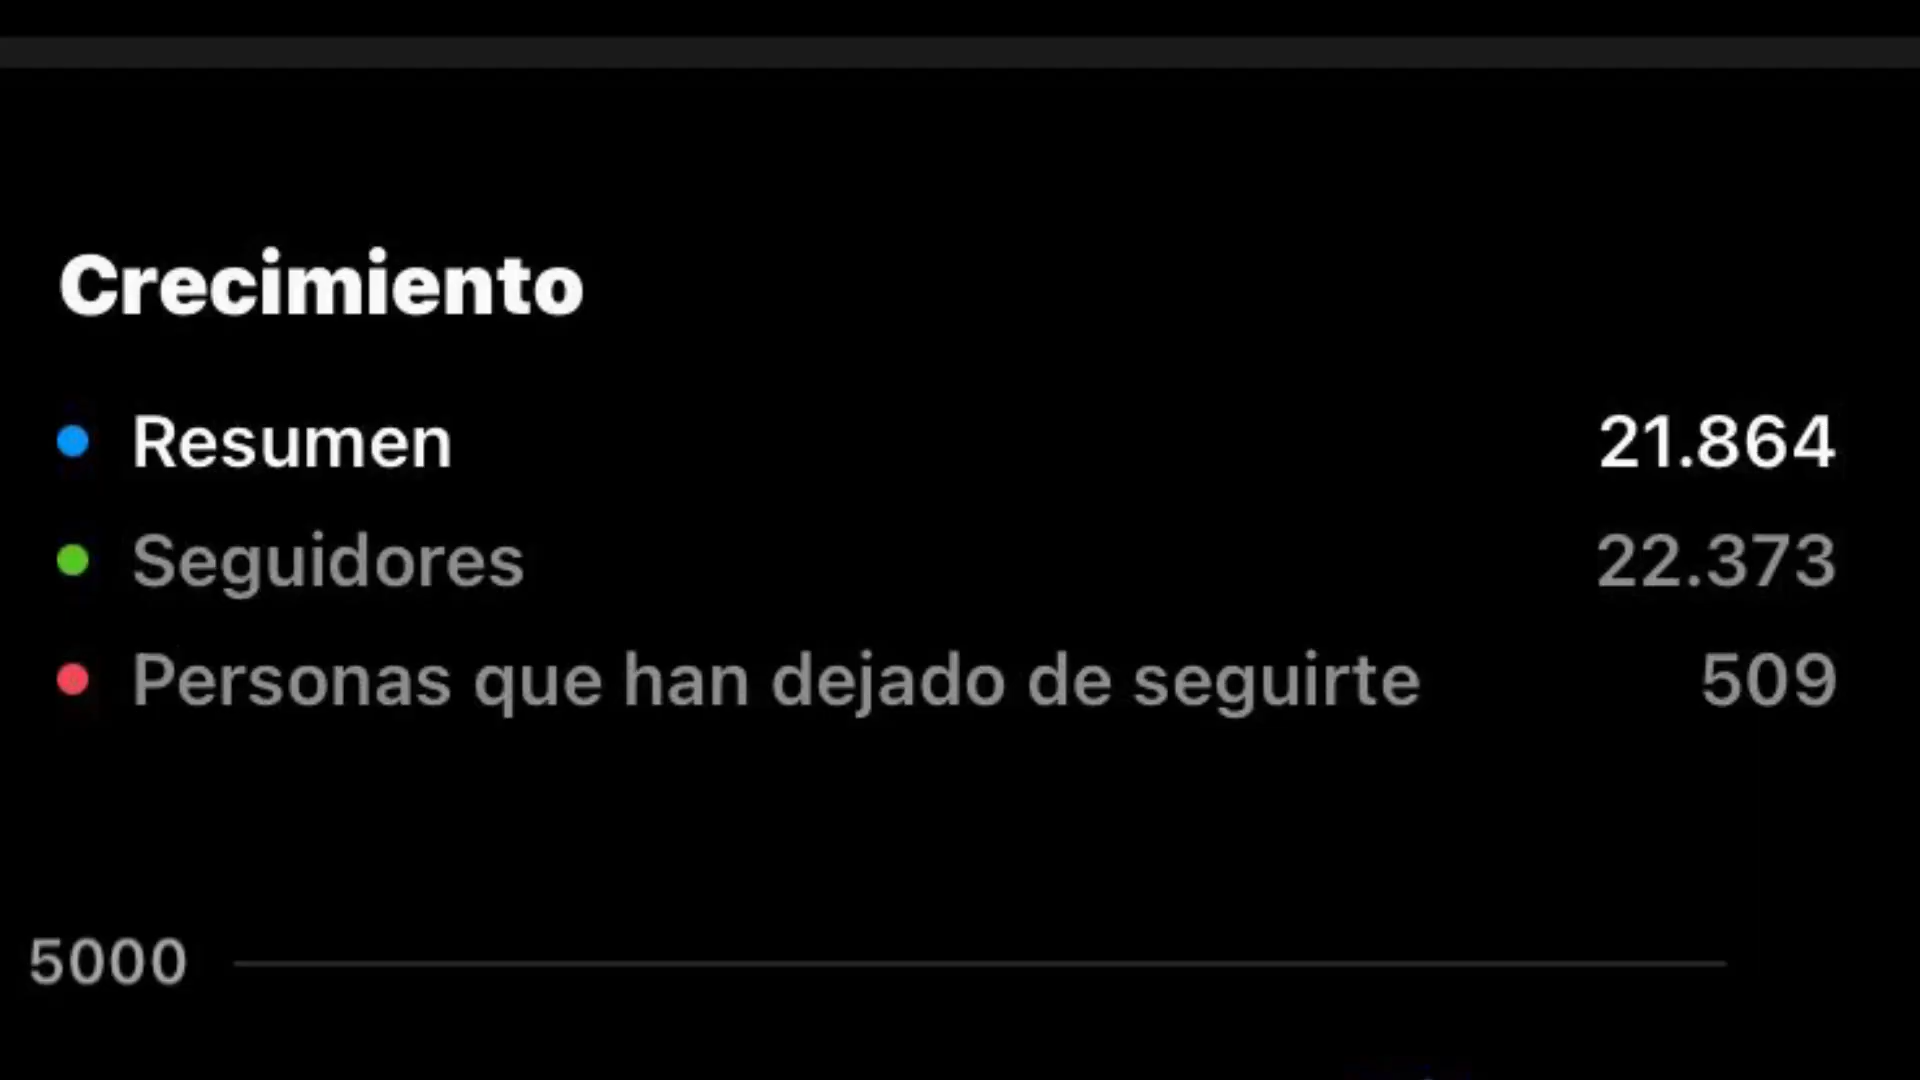 Crecimiento
Resumen 21.864
Seguidores 22.373
Personas que han dejado de seguirte 509
5000